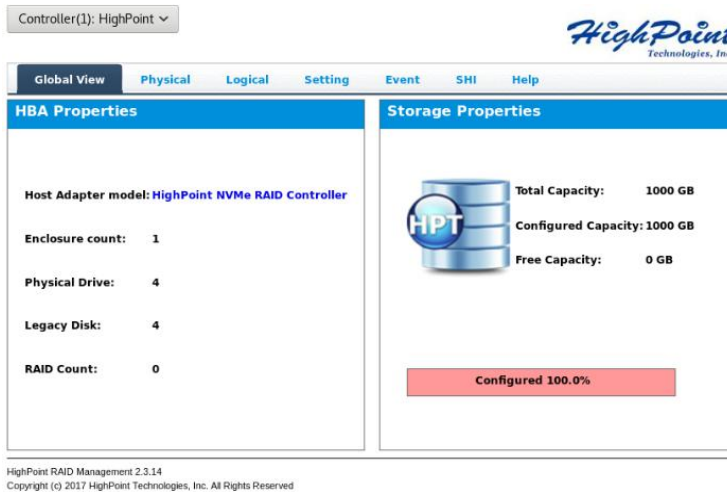 Controller(1): HighPoint
HighPoint
Technologies, Inc
Global View Physical Logical Setting Event SHI Help
HBA Properties
Host Adapter model: HighPoint NVMe RAID Controller
Enclosure count: 1
Physical Drive: 4
Legacy Disk: 4
RAID Count: 0
Storage Properties
HPT
Total Capacity: 1000 GB
Configured Capacity: 1000 GB
Free Capacity: 0 GB
Configured 100.0%
HighPoint RAID Management 2.3.14
Copyright (c) 2017 HighPoint Technologies, Inc. All Rights Reserved